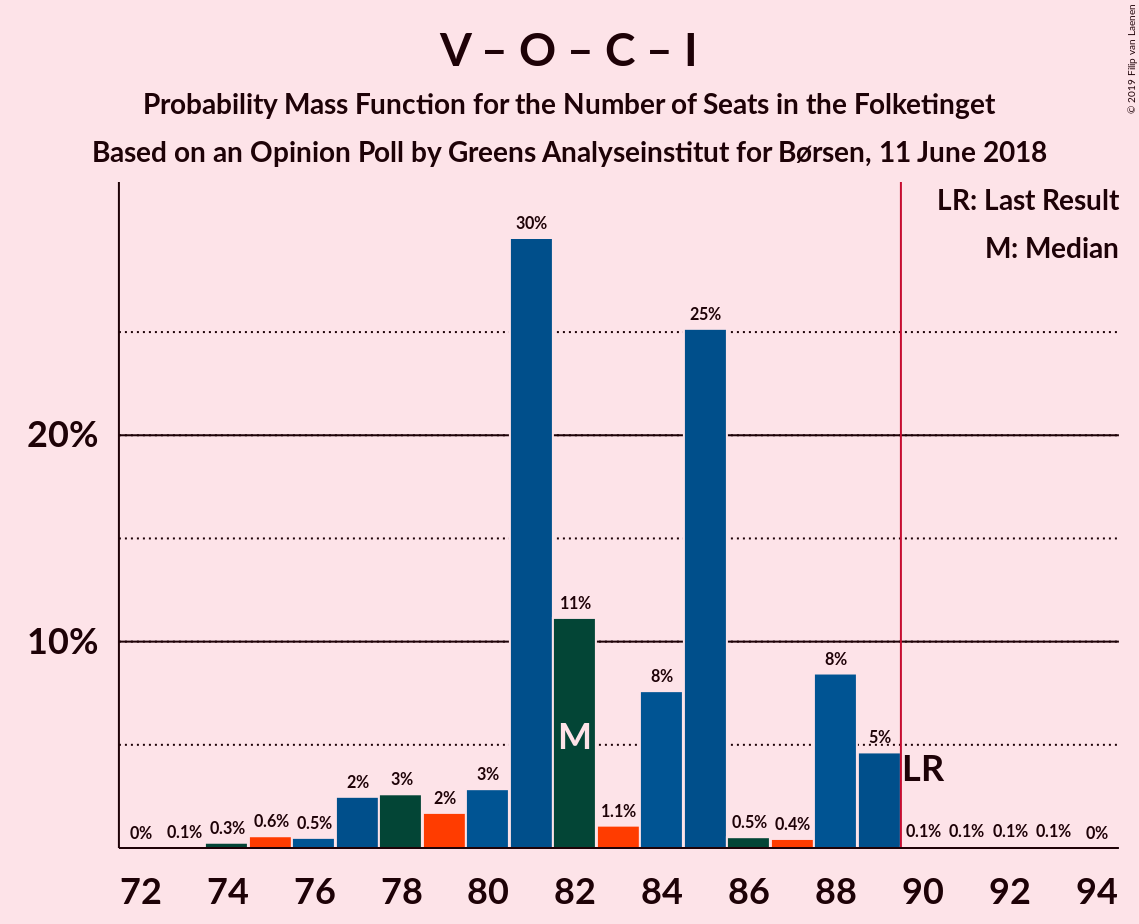 V – O – C – I
Probability Mass Function for the Number of Seats in the Folketinget
Based on an Opinion Poll by Greens Analyseinstitut for Børsen, 11 June 2018
© 2019 Filip van Laenen
LR: Last Result
M: Median
20%
10%
0%
0.1%
0.3%
0.6%
0.5%
2%
3%
2%
3%
30%
11%
1.1%
8%
25%
0.5%
0.4%
8%
5%
0.1%
0.1%
0.1%
0.1%
0%
M
LR
72 74 76 78 80 82 84 86 88 90 92 94